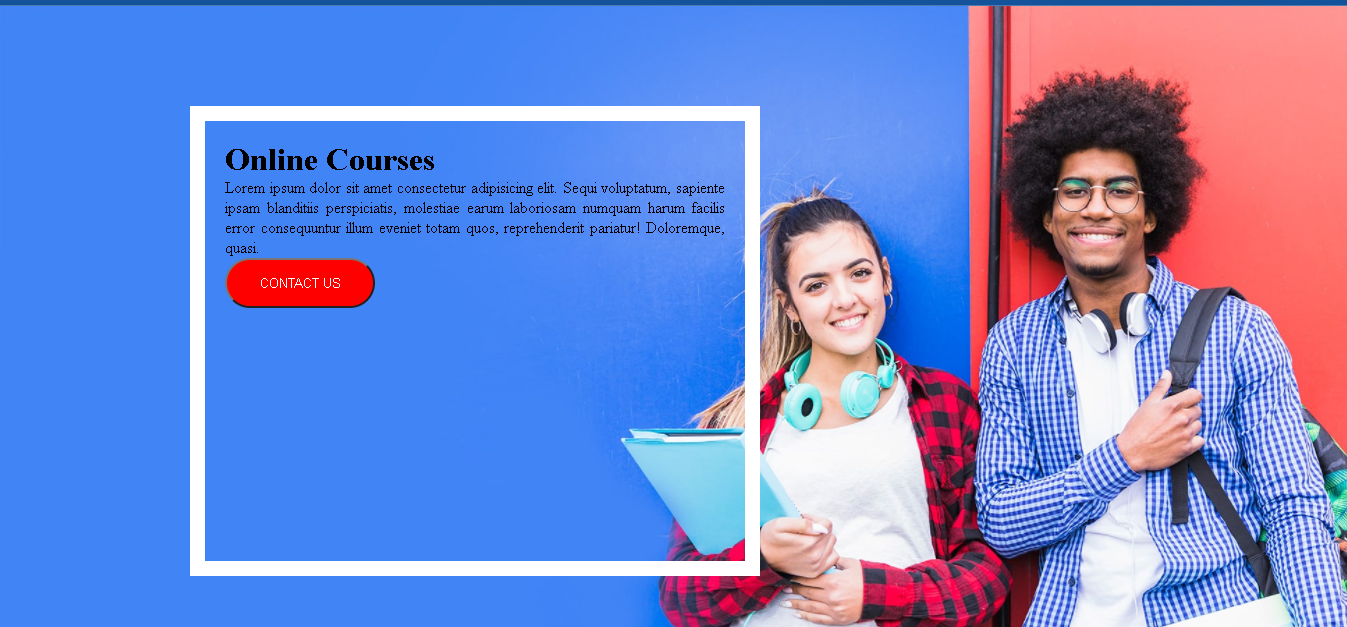 Online Courses
Lorem ipsum dolor sit amet consectetur adipisicing elit. Sequi voluptatum, sapiente
ipsam blanditiis perspiciatis, molestiae earum laboriosam numquam harum facilis
error consequuntur illum eveniet totam quos, reprehenderit pariatur! Doloremque,
quasi.
CONTACT US